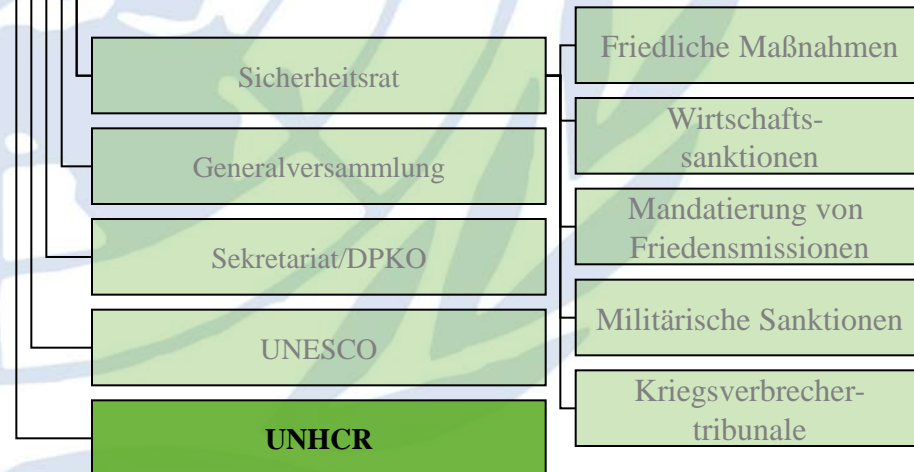 Sicherheitsrat
Generalversammlung
Sekretariat/DPKO
UNESCO
UNHCR
Friedliche Maßnahmen
Wirtschafts-
sanktionen
Mandatierung von
Friedensmissionen
Militärische Sanktionen
Kriegsverbrecher-
tribunale